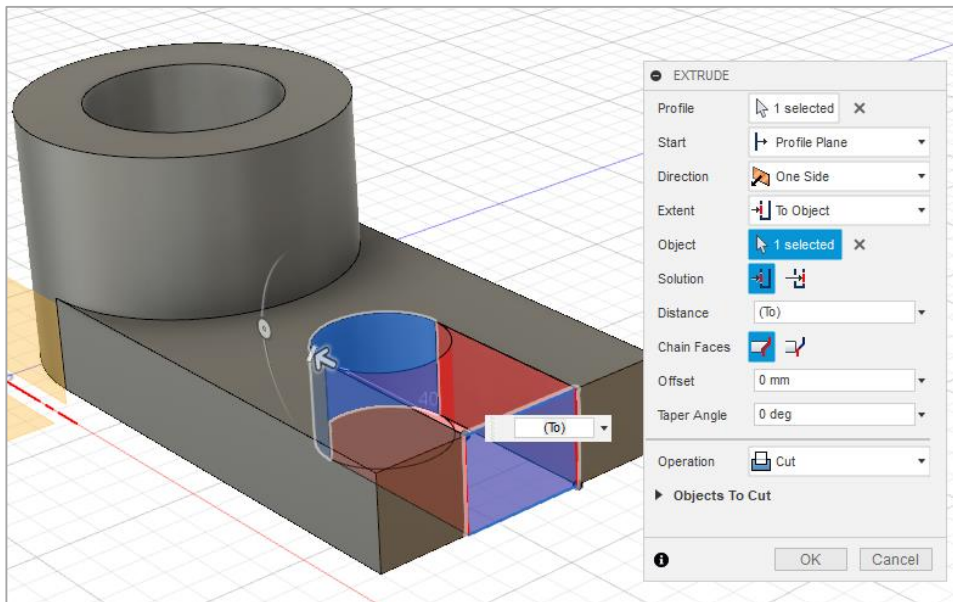 EXTRUDE
Profile 1 selected
Start Profile Plane
Direction One Side
Extent To Object
Object 1 selected
Solution
Distance (To)
Chain Faces
Offset 0 mm
Taper Angle 0 deg
Operation Cut
Objects To Cut
OK Cancel
40
(To)